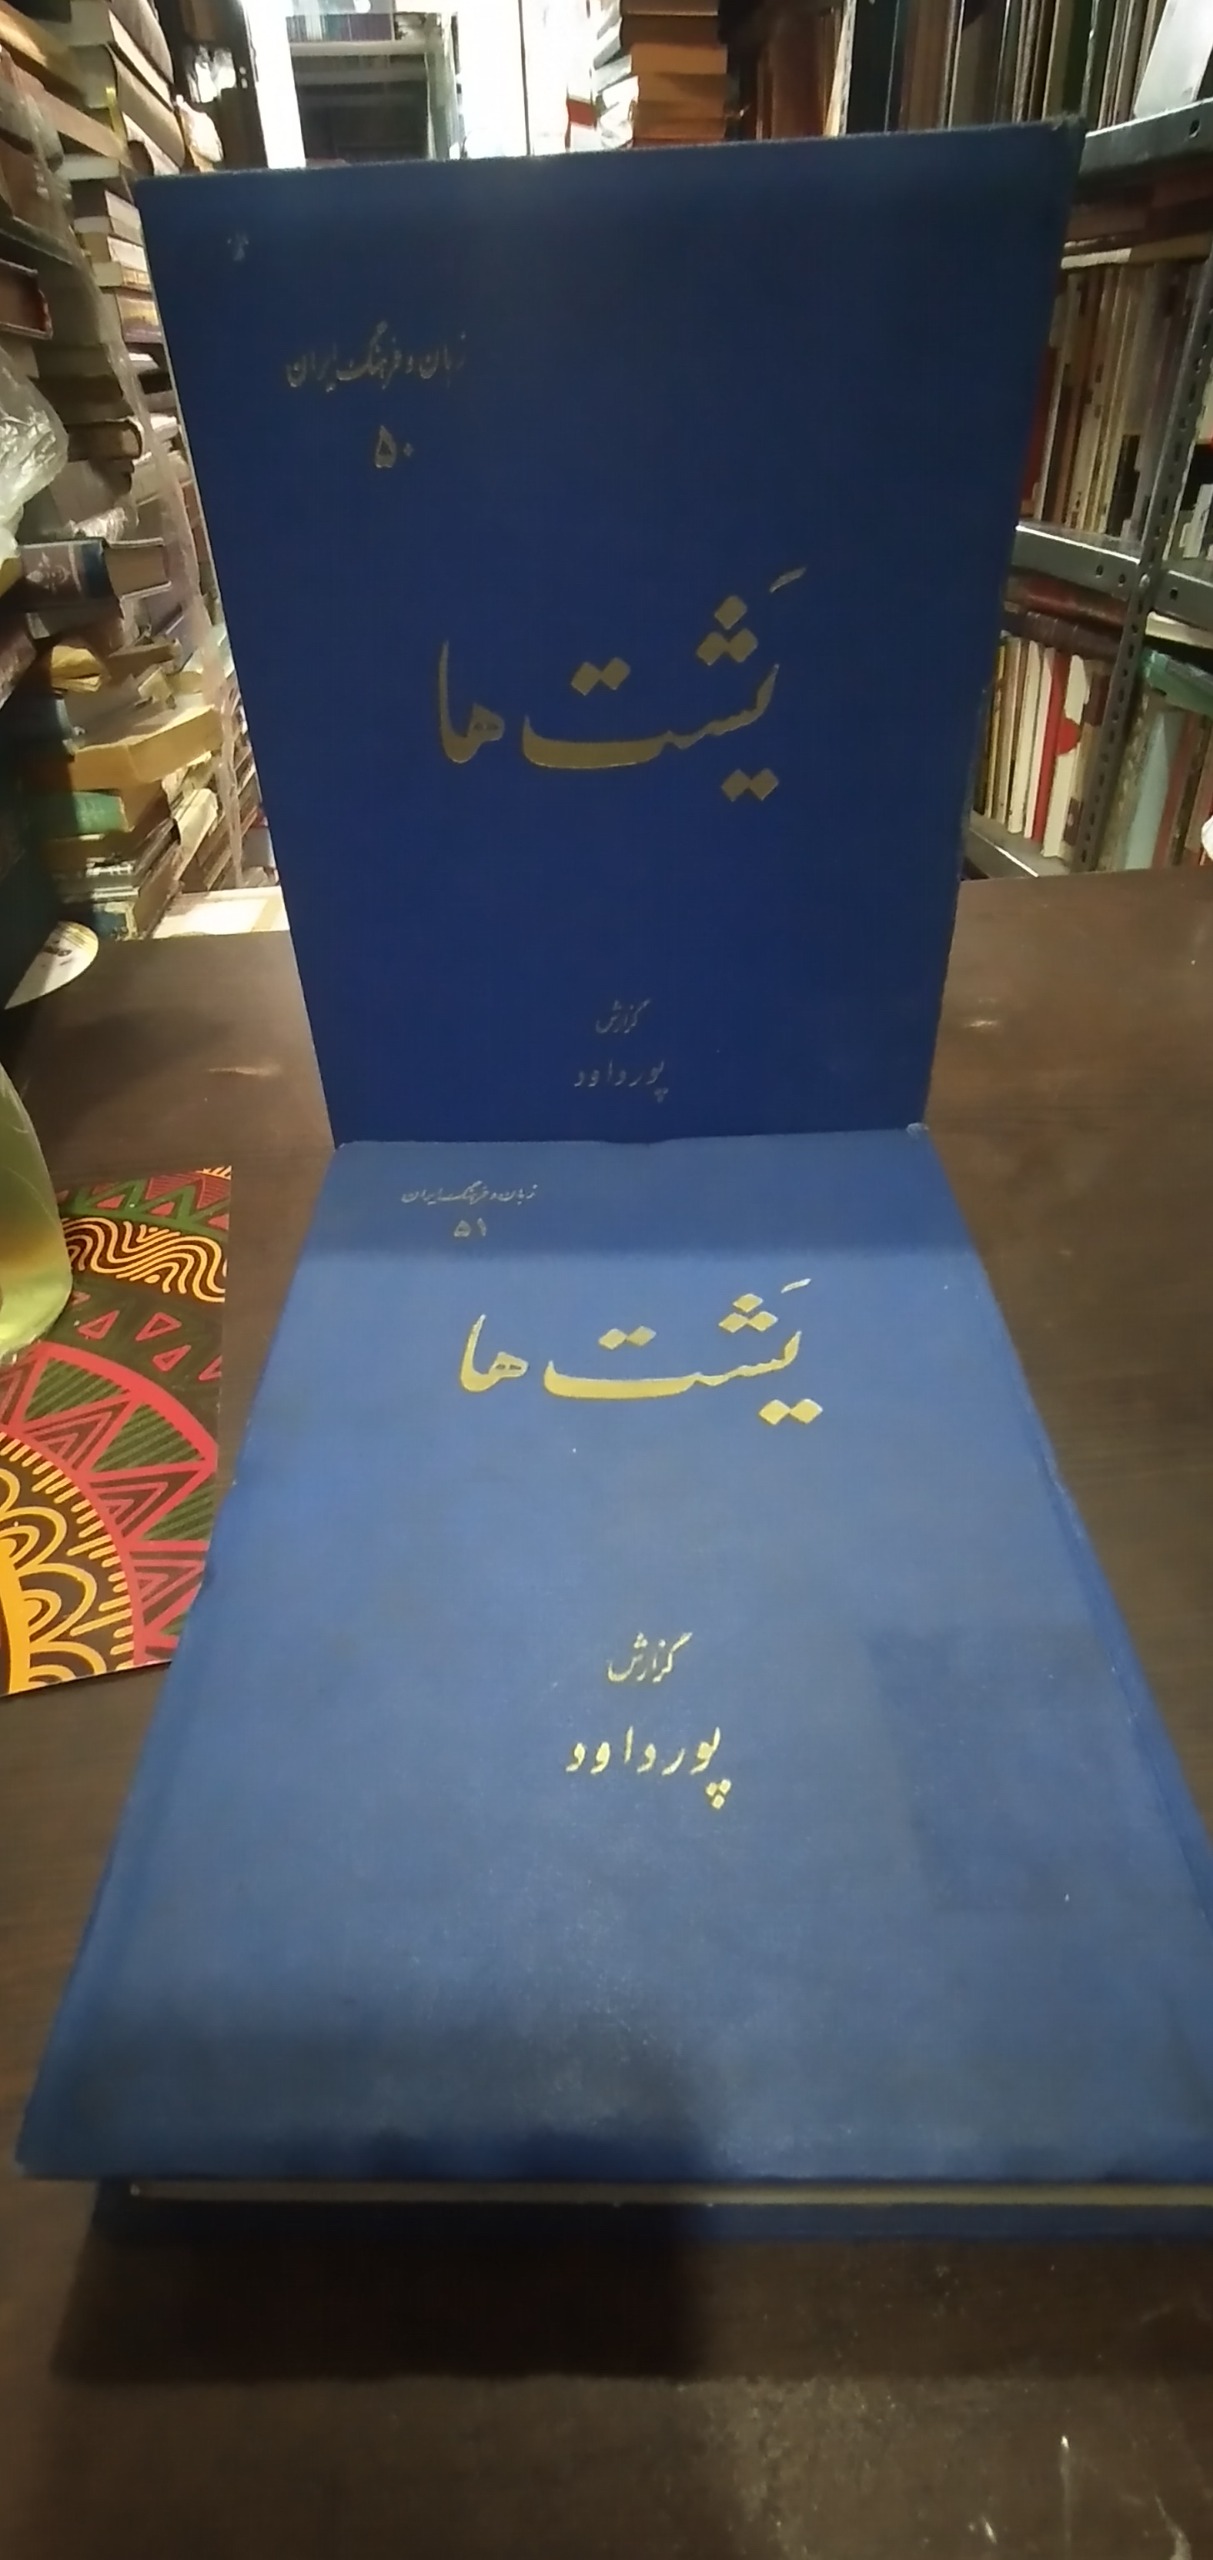 زبان و فرهنگ ایران
۵۰
یَشت‌ها
گزارش
پورداود
زبان و فرهنگ ایران
۵۱
یَشت‌ها
گزارش
پورداود